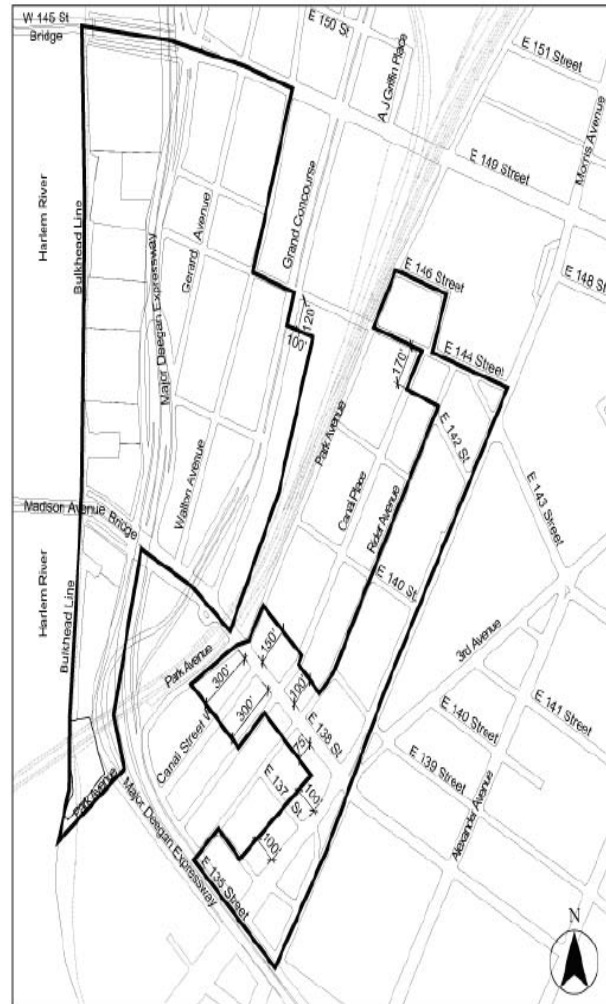 W 145 St
Bridge
E 150 St
A J Griffin Place
E 151 Street
Morris Avenue
E 149 Street
Harlem River
Bulkhead Line
Major Deegan Expressway
Gerard Avenue
Grand Concourse
E 146 Street
E 148 St
120'
100'
E 144 Street
170'
Park Avenue
E 142 St
Walton Avenue
Canal Place
Rider Avenue
E 143 Street
Madison Avenue Bridge
Harlem River
Bulkhead Line
E 140 St.
3rd Avenue
Park Avenue
150'
300'
100'
300'
E 138 St
E 140 Street
E 141 Street
Canal Street W
75'
E 139 Street
E 137 St
100'
Alexander Avenue
Park Avenue
Major Deegan Expressway
100'
E 135 Street
N